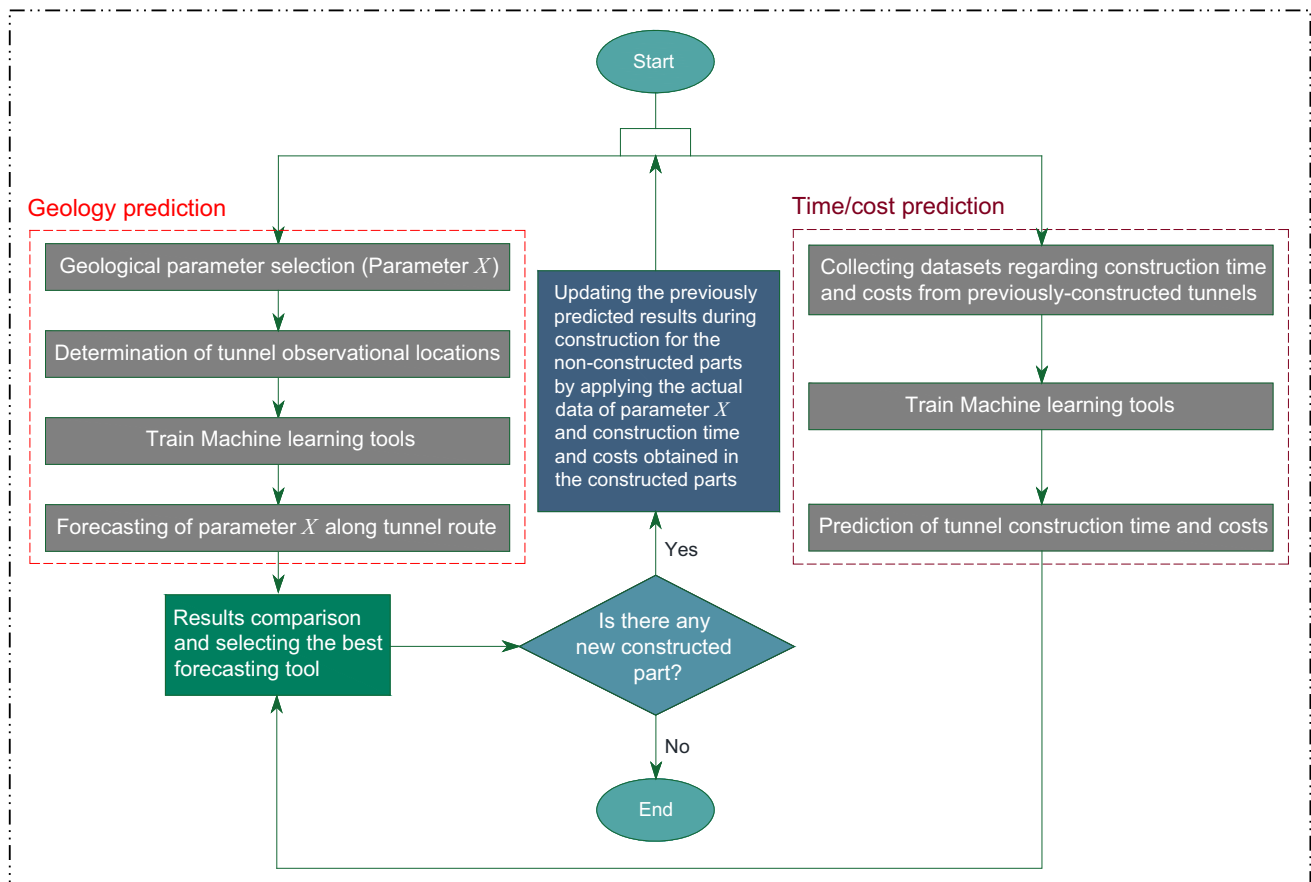 Start
Geology prediction
Geological parameter selection (Parameter X)
Determination of tunnel observational locations
Train Machine learning tools
Forecasting of parameter X along tunnel route
Results comparison
and selecting the best
forecasting tool
Updating the previously
predicted results during
construction for the
non-constructed parts
by applying the actual
data of parameter X
and construction time
and costs obtained in
the constructed parts
Yes
Is there any
new constructed
part?
No
End
Time/cost prediction
Collecting datasets regarding construction time
and costs from previously-constructed tunnels
Train Machine learning tools
Prediction of tunnel construction time and costs